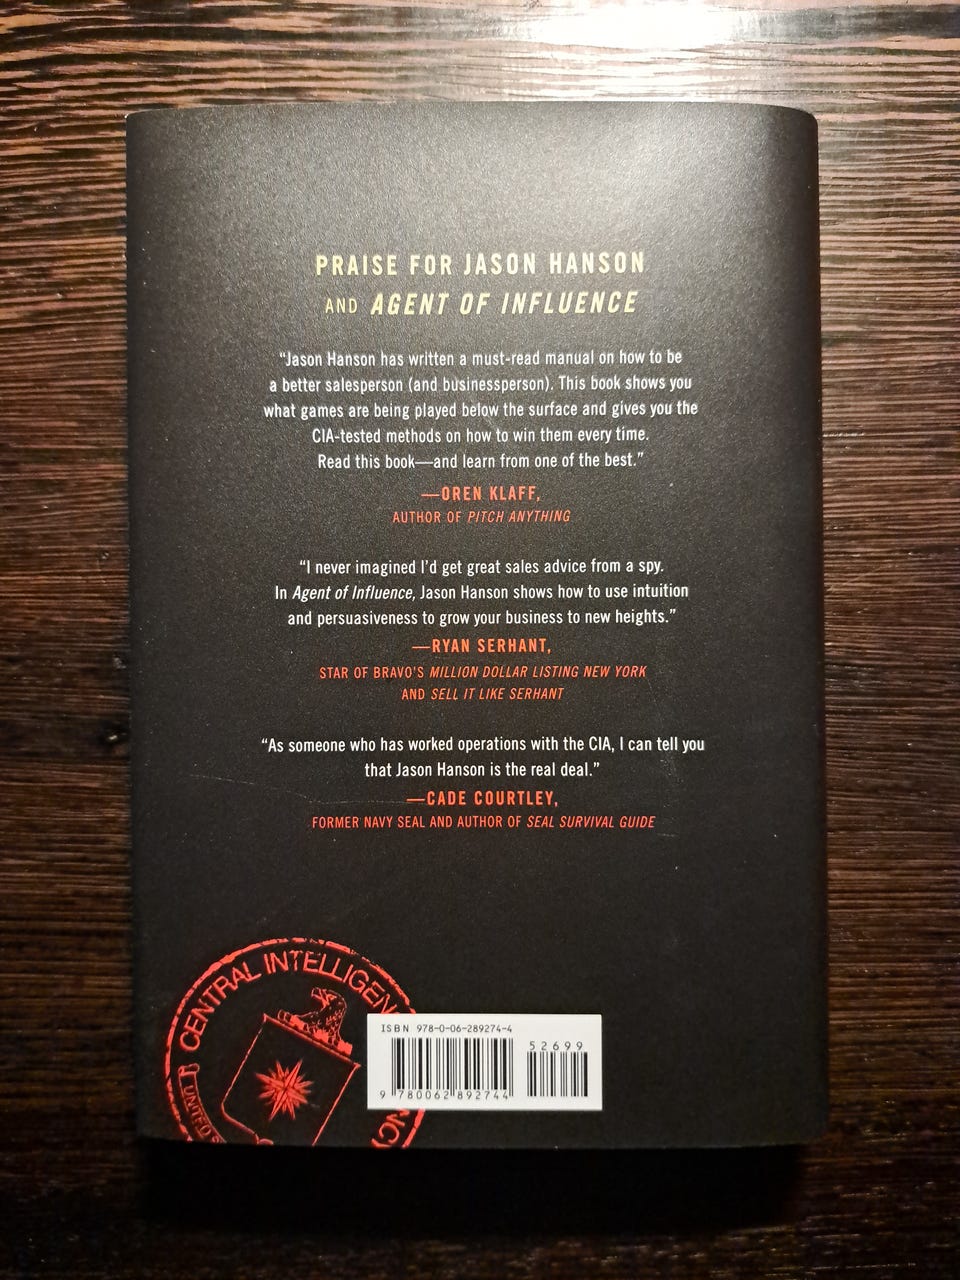 PRAISE FOR JASON HANSON
AND AGENT OF INFLUENCE
“Jason Hanson has written a must-read manual on how to be
a better salesperson (and businessperson). This book shows you
what games are being played below the surface and gives you the
CIA-tested methods on how to win them every time.
Read this book—and learn from one of the best.”
—OREN KLAFF,
AUTHOR OF PITCH ANYTHING
“I never imagined I’d get great sales advice from a spy.
In Agent of Influence, Jason Hanson shows how to use intuition
and persuasiveness to grow your business to new heights.”
—RYAN SERHANT,
STAR OF BRAVO’S MILLION DOLLAR LISTING NEW YORK
AND SELL IT LIKE SERHANT
“As someone who has worked operations with the CIA, I can tell you
that Jason Hanson is the real deal.”
—CADE COURTLEY,
FORMER NAVY SEAL AND AUTHOR OF SEAL SURVIVAL GUIDE
CENTRAL INTELLIGEN
NCY
UNITED S
ISBN 978-0-06-289274-4
52699
9 780062 892744